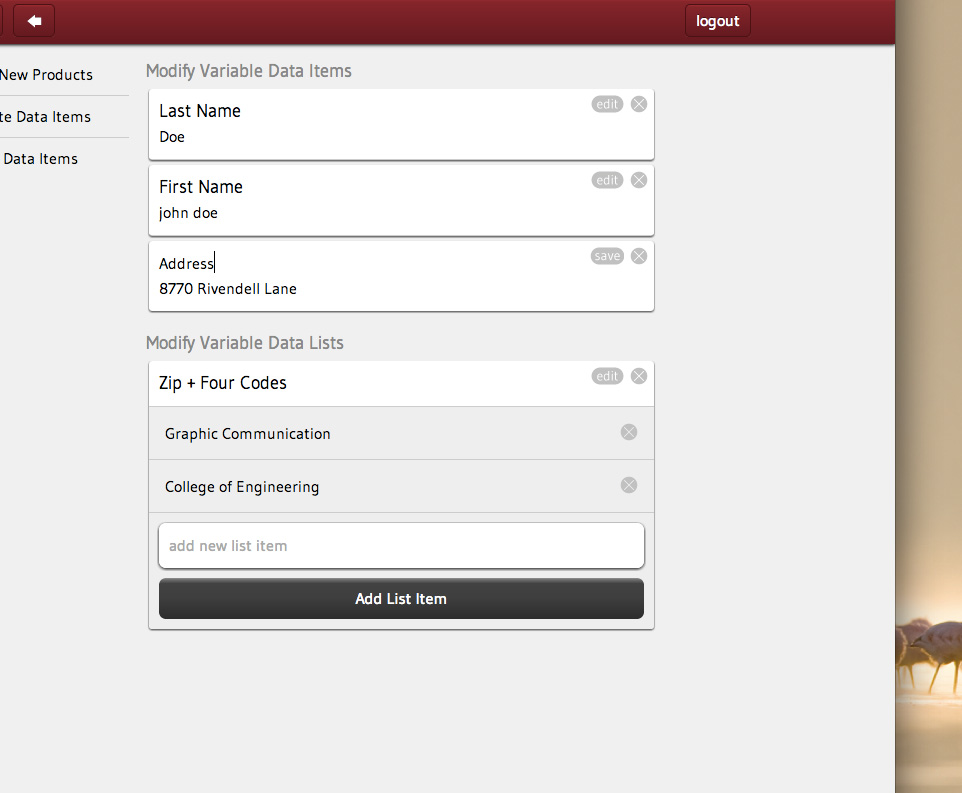 logout
New Products
te Data Items
Data Items
Modify Variable Data Items
Last Name
edit
Doe
First Name
edit
john doe
Address
save
8770 Rivendell Lane
Modify Variable Data Lists
Zip + Four Codes
edit
Graphic Communication
College of Engineering
add new list item
Add List Item